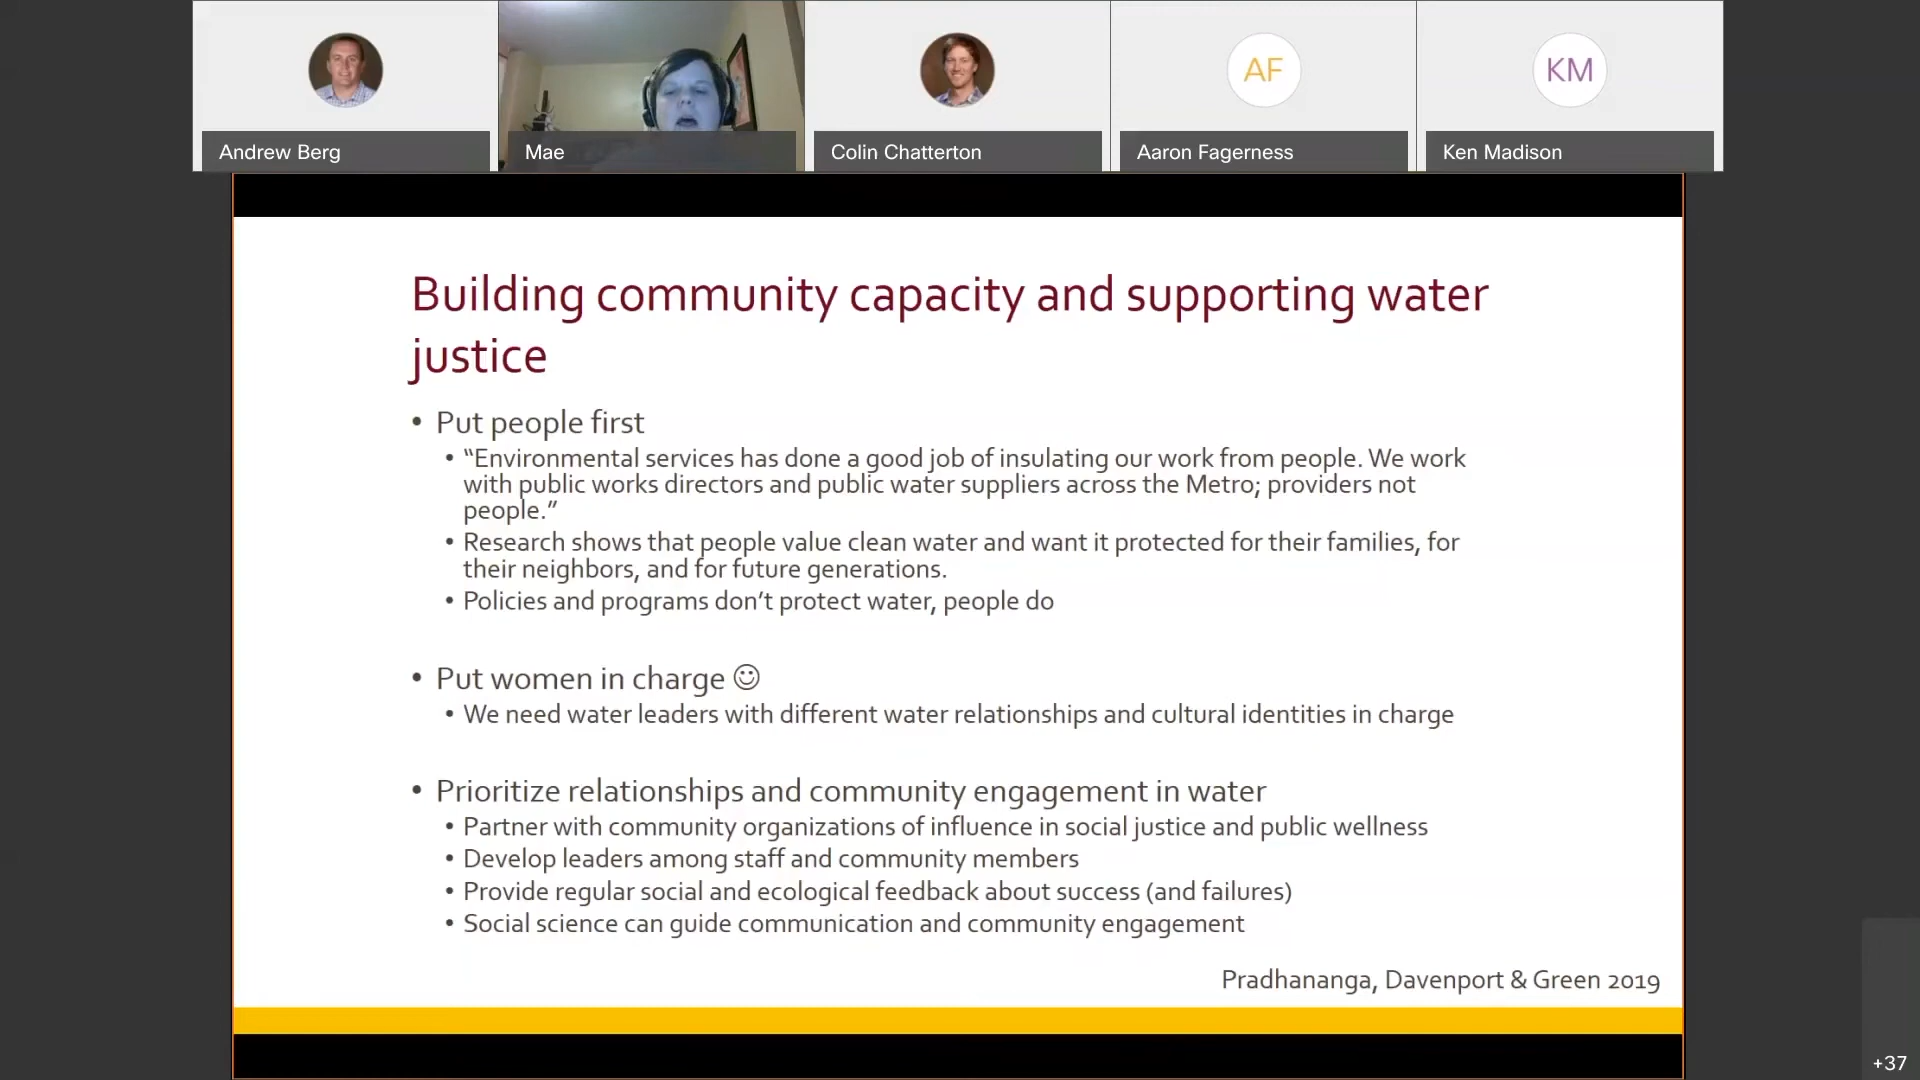 Andrew Berg
Mae
Colin Chatterton
AF
Aaron Fagerness
KM
Ken Madison
Building community capacity and supporting water
justice
• Put people first
• “Environmental services has done a good job of insulating our work from people. We work
with public works directors and public water suppliers across the Metro; providers not
people.”
• Research shows that people value clean water and want it protected for their families, for
their neighbors, and for future generations.
• Policies and programs don’t protect water, people do
• Put women in charge ☺
• We need water leaders with different water relationships and cultural identities in charge
• Prioritize relationships and community engagement in water
• Partner with community organizations of influence in social justice and public wellness
• Develop leaders among staff and community members
• Provide regular social and ecological feedback about success (and failures)
• Social science can guide communication and community engagement
Pradhananga, Davenport & Green 2019
+37